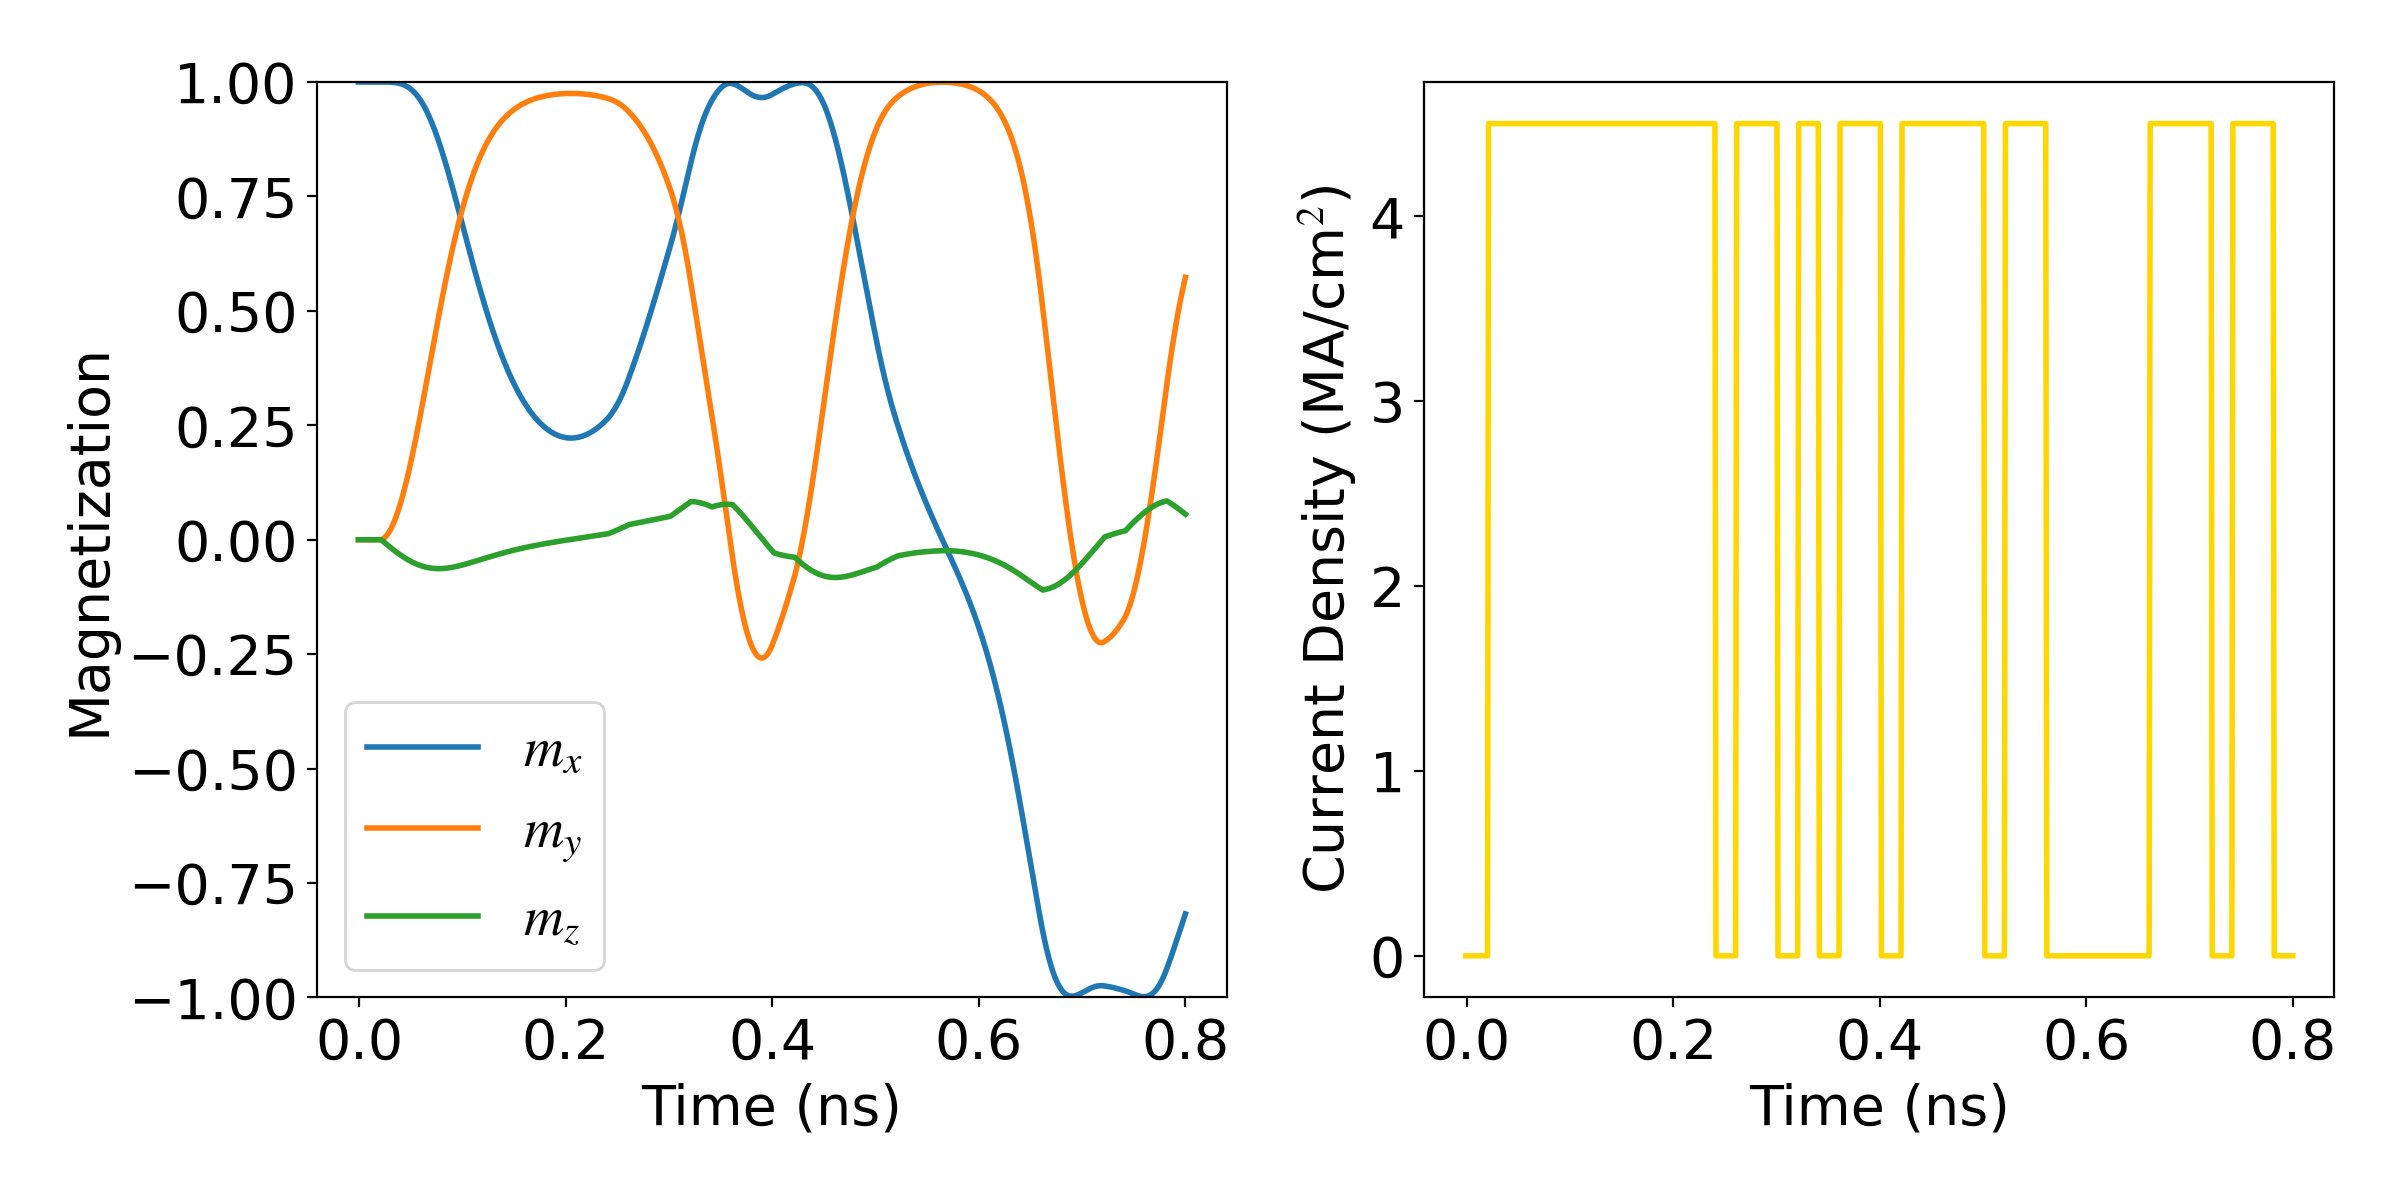 Magnetization
1.00
0.75
0.50
0.25
0.00
−0.25
−0.50
−0.75
−1.00
m_x
m_y
m_z
0.0 0.2 0.4 0.6 0.8
Time (ns)
Current Density (MA/cm²)
4
3
2
1
0
0.0 0.2 0.4 0.6 0.8
Time (ns)